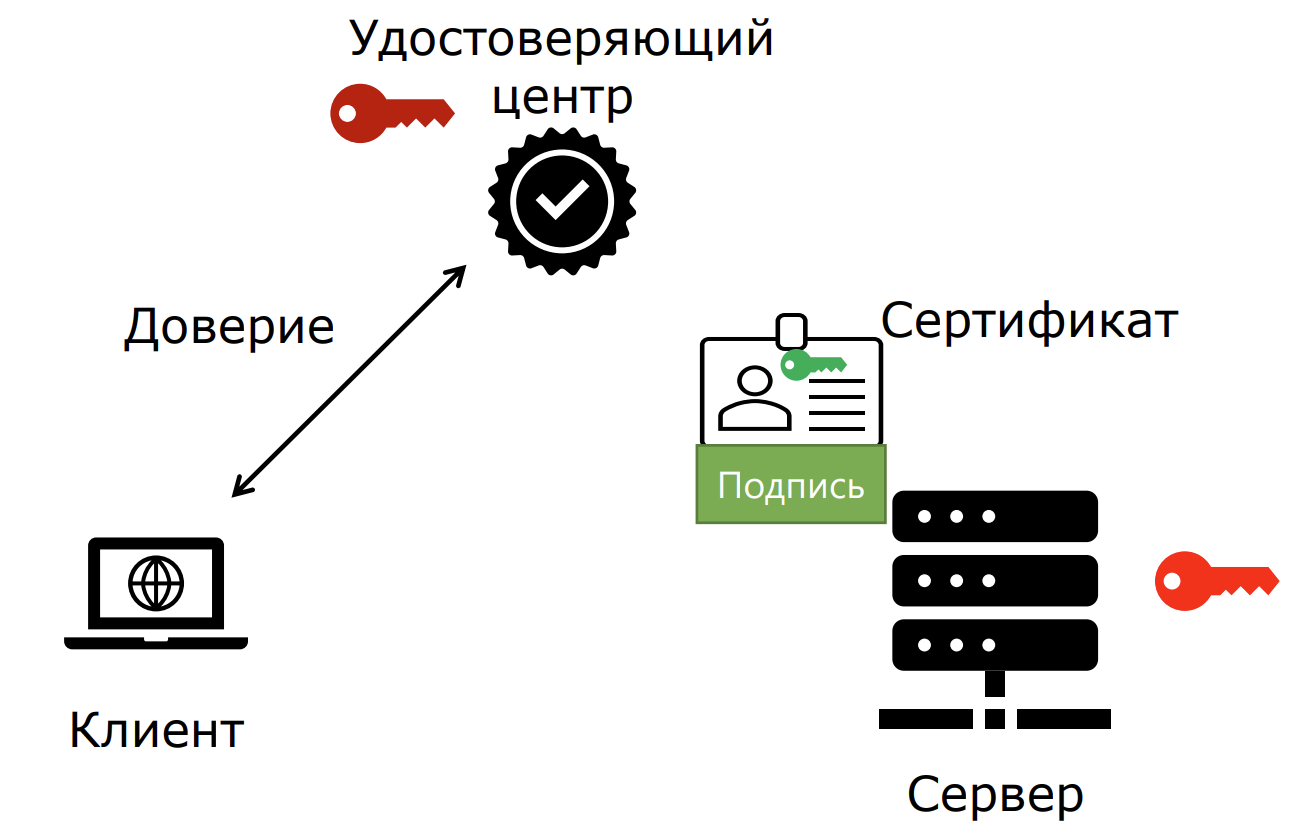 Удостоверяющий
центр
Доверие
Сертификат
Подпись
Клиент
Сервер